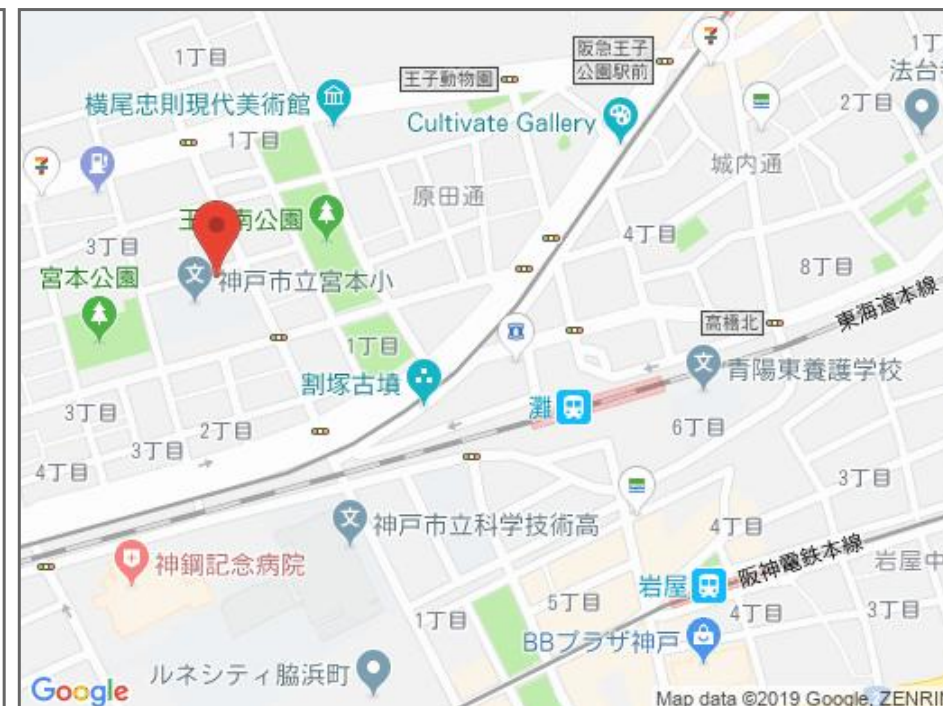 1丁目
阪急王子
公園駅前
1丁
法台
王子動物園
横尾忠則現代美術館
2丁目
Cultivate Gallery
1丁目
城内通
原田通
3丁目
南公園
4丁目
宮本公園
神戸市立宮本小
8丁目
東海道本線
高橋北
1丁目
青陽東養護学校
割塚古墳
灘
3丁目
2丁目
6丁目
3丁目
4丁目
3丁目
神戸市立科学技術高
4丁目
神鋼記念病院
阪神電鉄本線
岩屋中
岩屋
5丁目
1丁目
4丁目
3丁目
BBプラザ神戸
ルネシティ脇浜町
Google
Map data ©2019 Google, ZENRIN